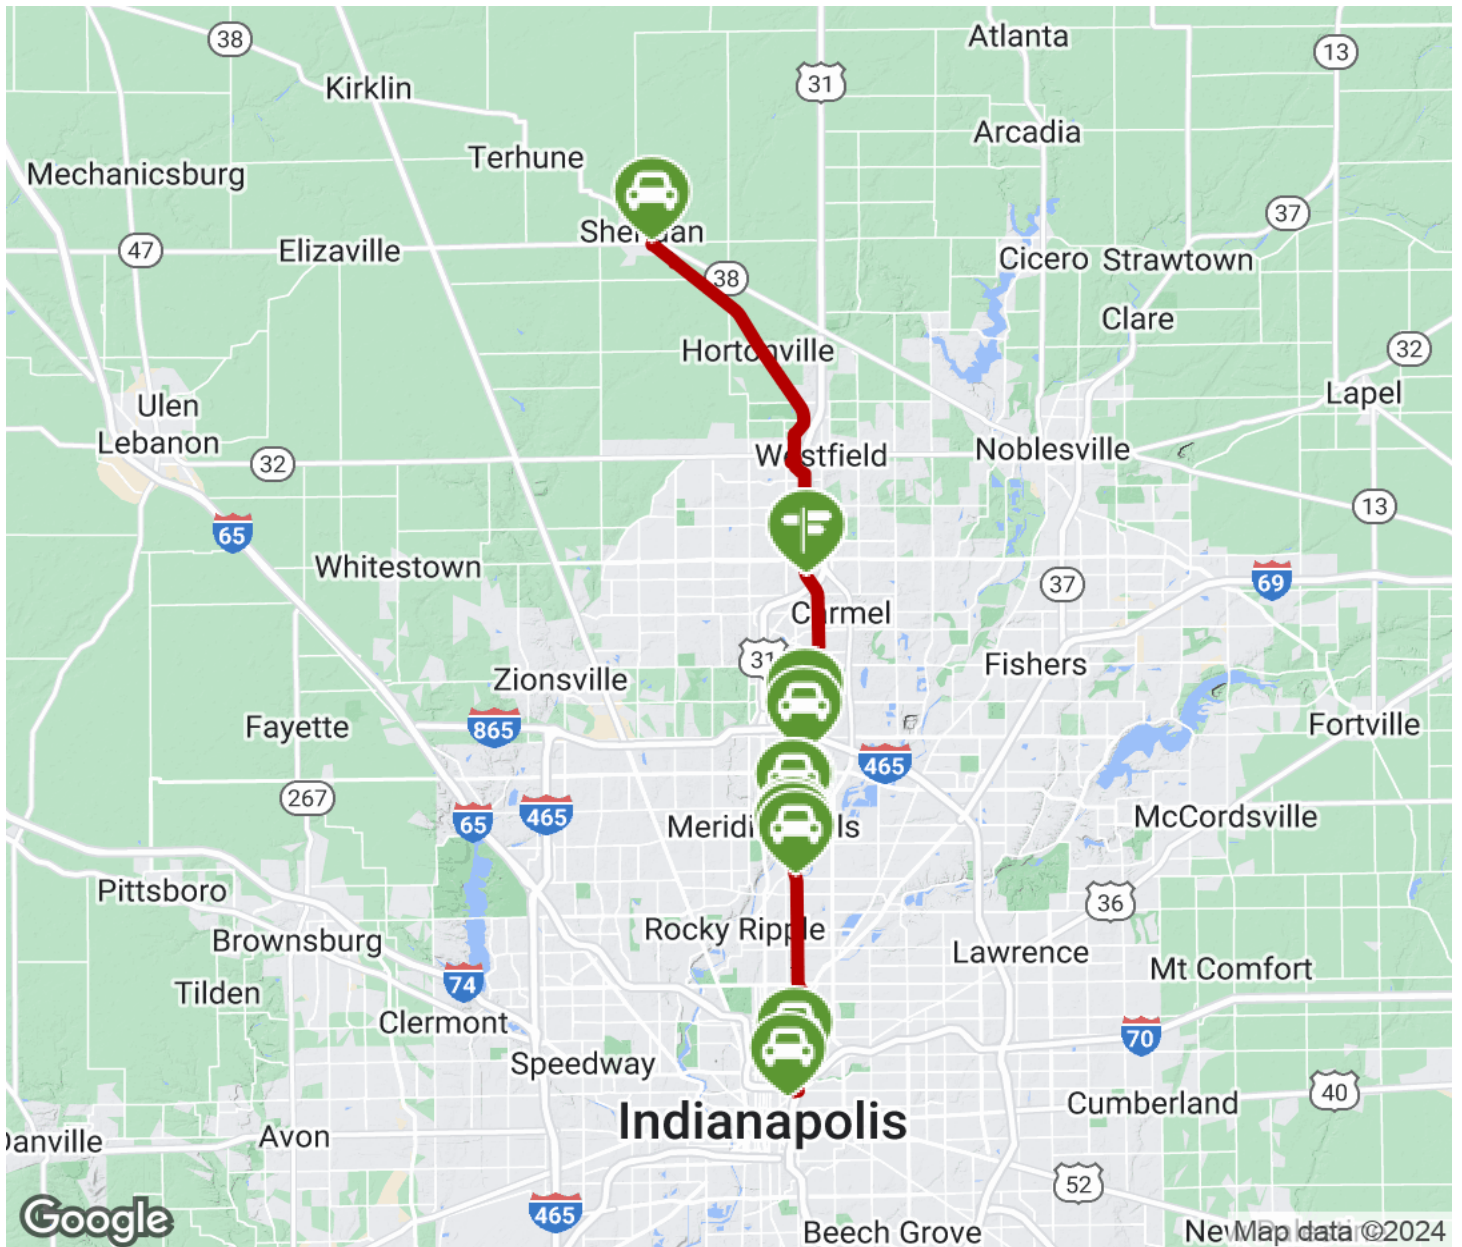 38
Atlanta
13
Kirklin
31
Arcadia
Terhune
Mechanicsburg
37
Sheridan
47
Elizaville
Cicero
Strawtown
38
Clare
Hortonville
32
Ulen
Lapel
Lebanon
32
Westfield
Noblesville
65
13
Whitestown
37
69
Carmel
31
Fishers
Zionsville
Fayette
865
Fortville
465
267
65
465
Meridi
ls
McCordsville
Pittsboro
36
Rocky Ripple
Brownsburg
Lawrence
Mt Comfort
74
Tilden
Clermont
70
Speedway
40
Cumberland
Indianapolis
Danville
Avon
52
465
Google
Beech Grove
Map data ©2024